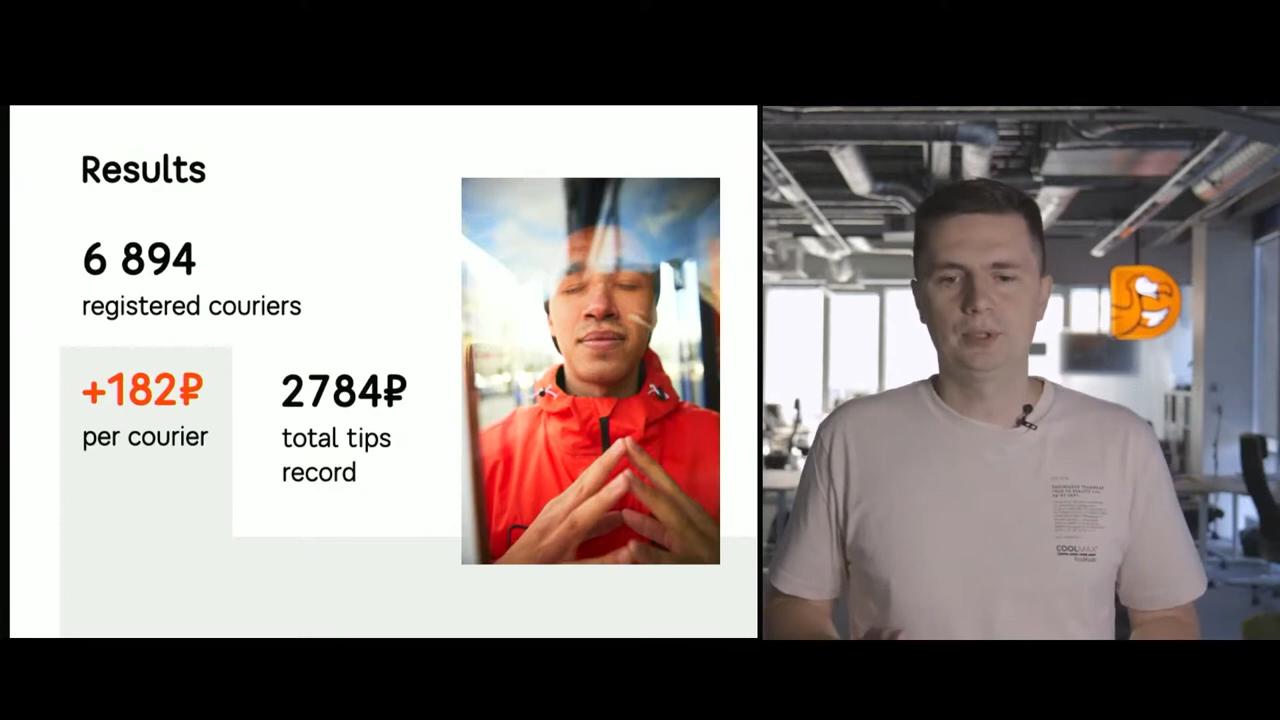 Results
6 894
registered couriers
+182₽
per courier
2784₽
total tips
record
COOLMAX